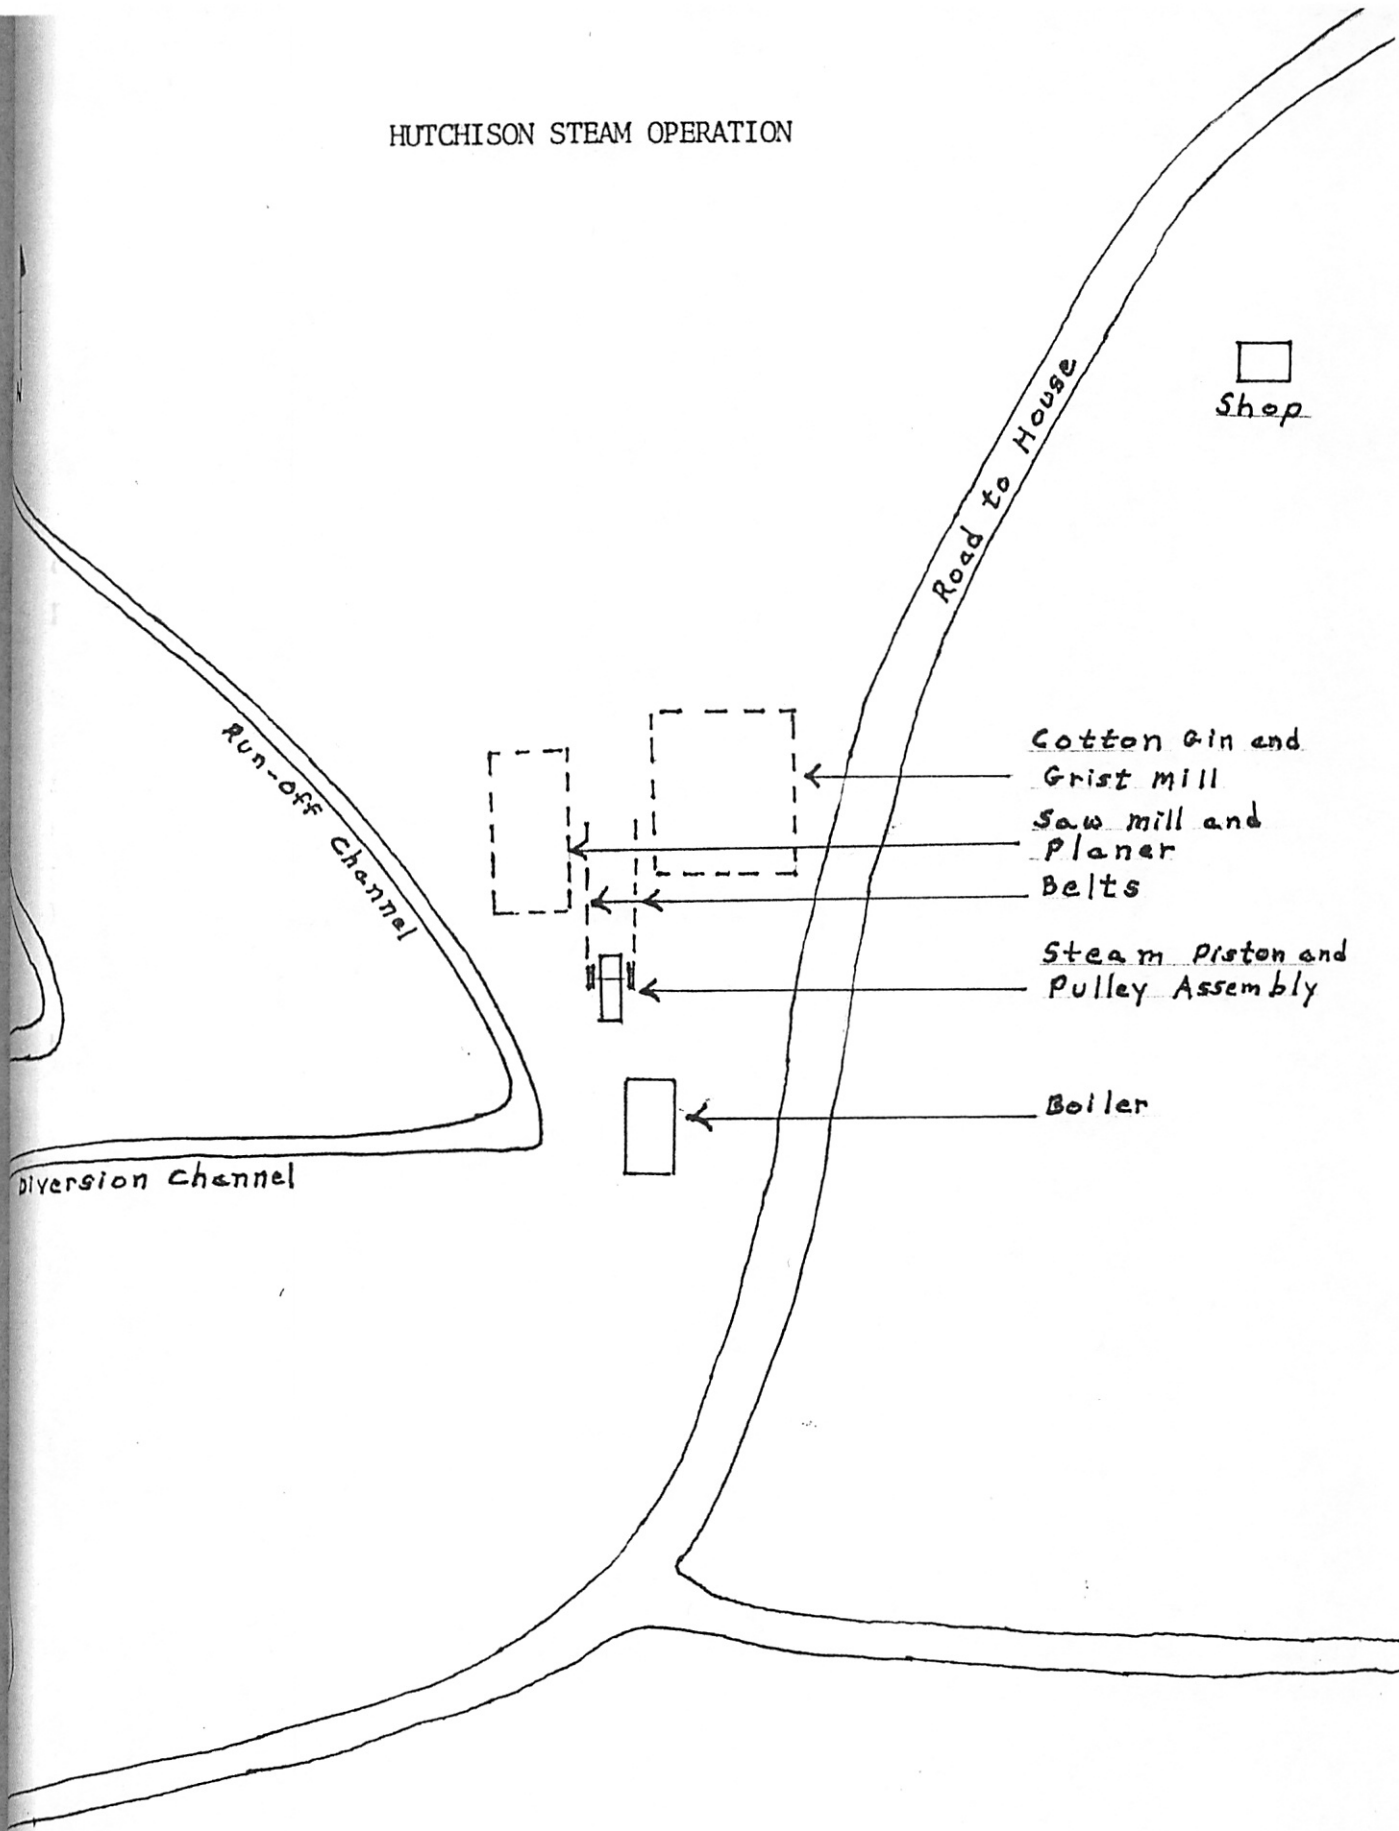 HUTCHISON STEAM OPERATION
N
Shop
Road to House
Run-off Channel
Cotton Gin and
Grist mill
Saw mill and
Planer
Belts
Steam Piston and
Pulley Assembly
Boiler
Diversion Channel